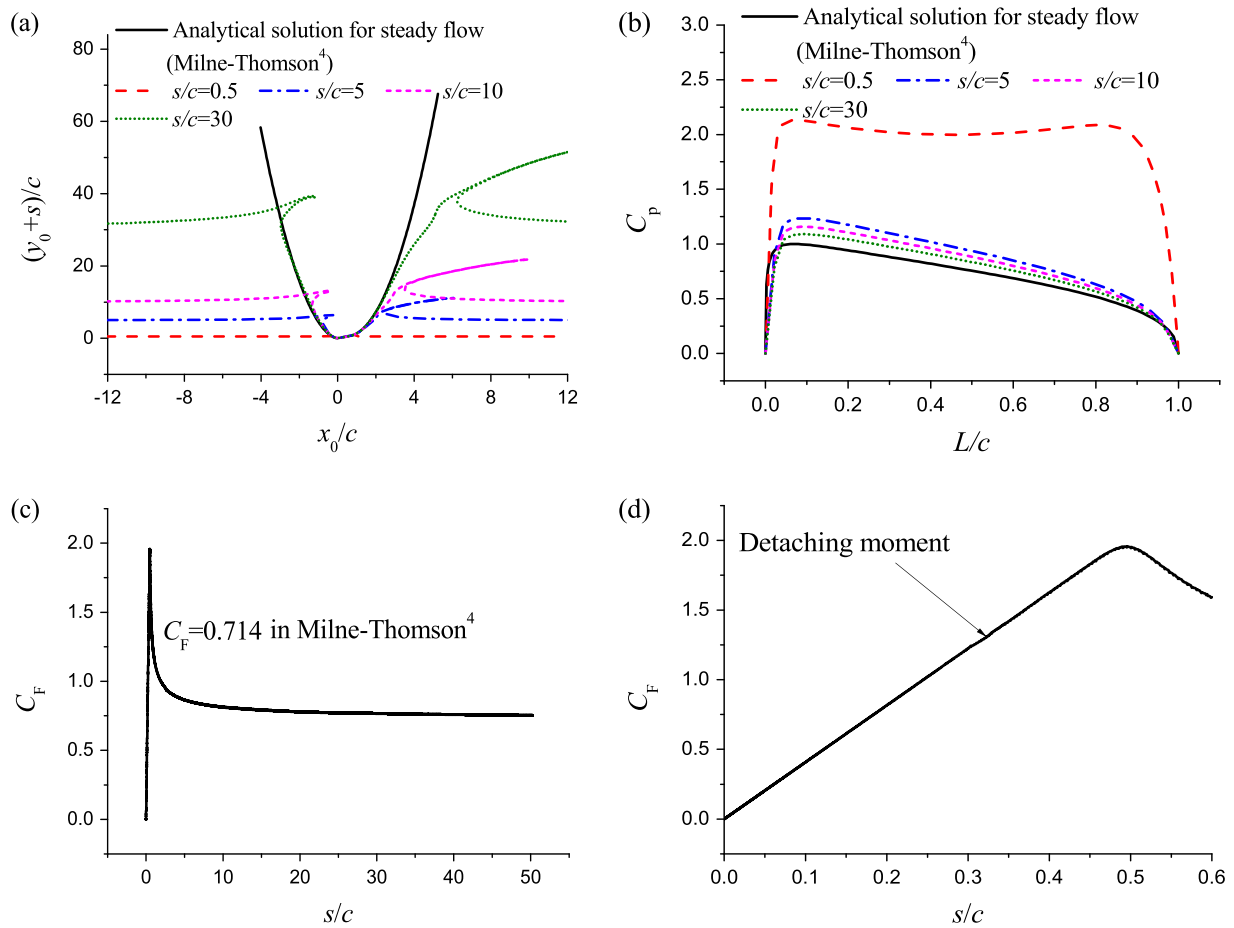 (a)
Analytical solution for steady flow
(Milne-Thomson⁴)
s/c=0.5 s/c=5 s/c=10
s/c=30
80
60
40
20
0
(y₀+s)/c
-12 -8 -4 0 4 8 12
x₀/c
(b)
Analytical solution for steady flow
(Milne-Thomson⁴)
s/c=0.5 s/c=5 s/c=10
s/c=30
3.0
2.5
2.0
1.5
1.0
0.5
0.0
Cₚ
0.0 0.2 0.4 0.6 0.8 1.0
L/c
(c)
2.0
1.5
1.0
0.5
0.0
C_F
C_F=0.714 in Milne-Thomson⁴
0 10 20 30 40 50
s/c
(d)
Detaching moment
2.0
1.5
1.0
0.5
0.0
C_F
0.0 0.1 0.2 0.3 0.4 0.5 0.6
s/c